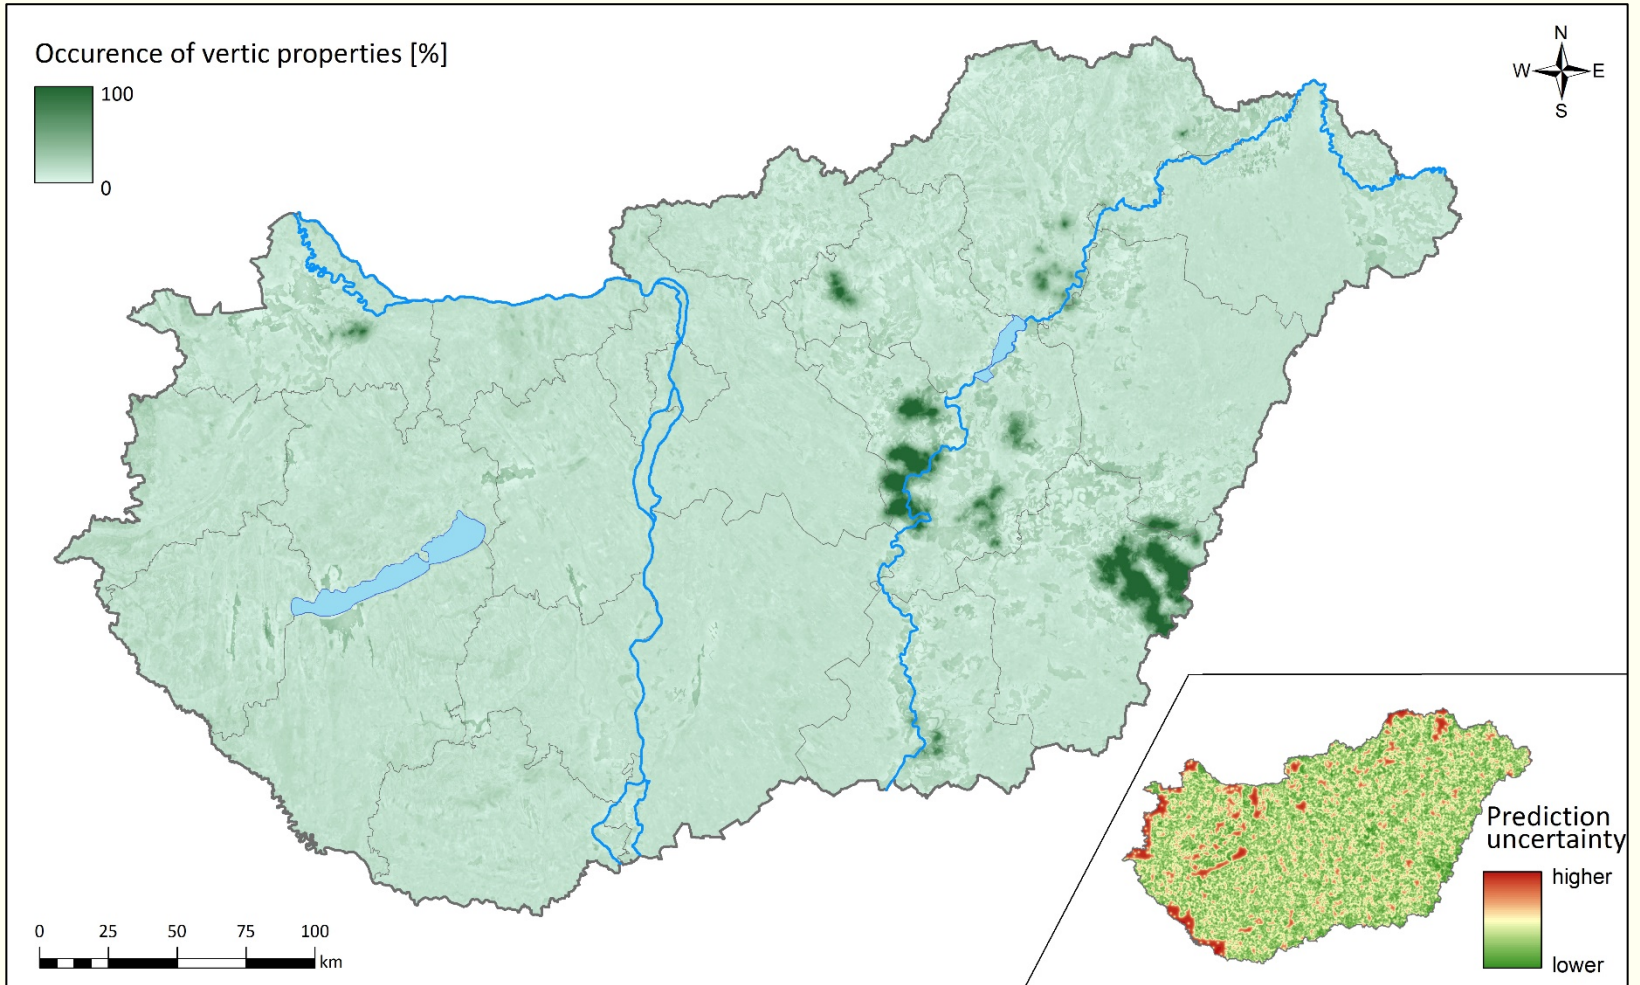 Occurence of vertic properties [%]
100
0
N
W E
S
Prediction
uncertainty
higher
lower
0 25 50 75 100
km